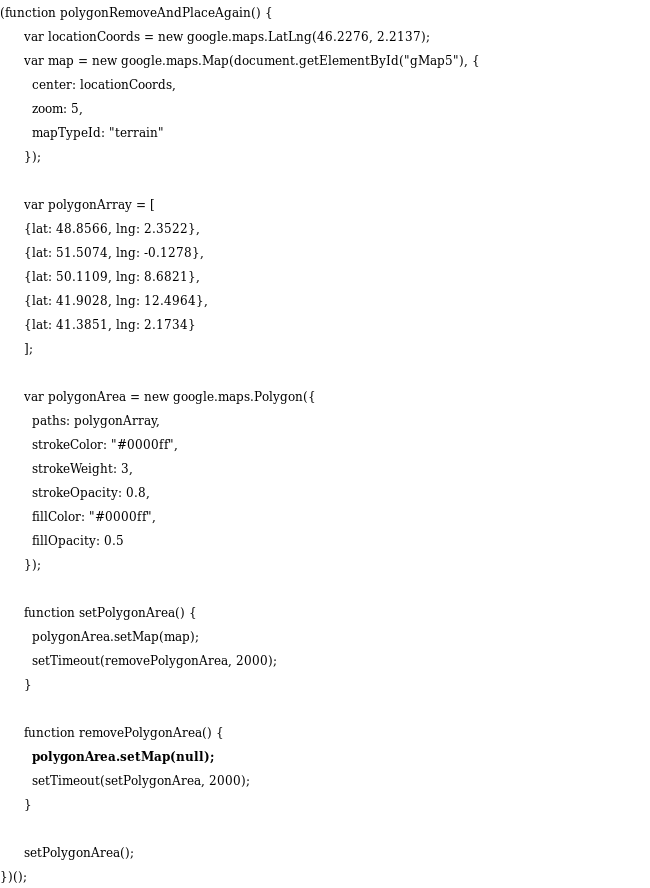 (function polygonRemoveAndPlaceAgain() {
var locationCoords = new google.maps.LatLng(46.2276, 2.2137);
var map = new google.maps.Map(document.getElementById("gMap5"), {
center: locationCoords,
zoom: 5,
mapTypeId: "terrain"
});
var polygonArray = [
{lat: 48.8566, lng: 2.3522},
{lat: 51.5074, lng: -0.1278},
{lat: 50.1109, lng: 8.6821},
{lat: 41.9028, lng: 12.4964},
{lat: 41.3851, lng: 2.1734}
];
var polygonArea = new google.maps.Polygon({
paths: polygonArray,
strokeColor: "#0000ff",
strokeWeight: 3,
strokeOpacity: 0.8,
fillColor: "#0000ff",
fillOpacity: 0.5
});
function setPolygonArea() {
polygonArea.setMap(map);
setTimeout(removePolygonArea, 2000);
}
function removePolygonArea() {
polygonArea.setMap(null);
setTimeout(setPolygonArea, 2000);
}
setPolygonArea();
})();